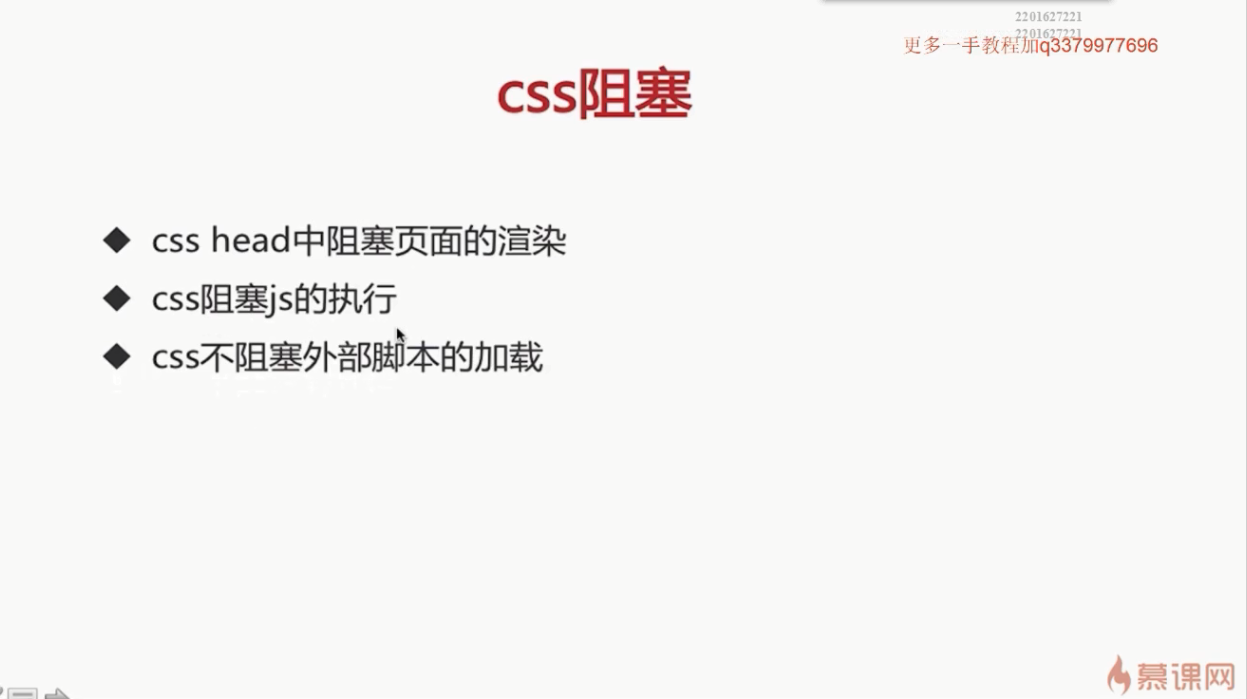 2201627221
2201627221
更多一手教程加q3379977696
css阻塞
css head中阻塞页面的渲染
css阻塞js的执行
css不阻塞外部脚本的加载
慕课网